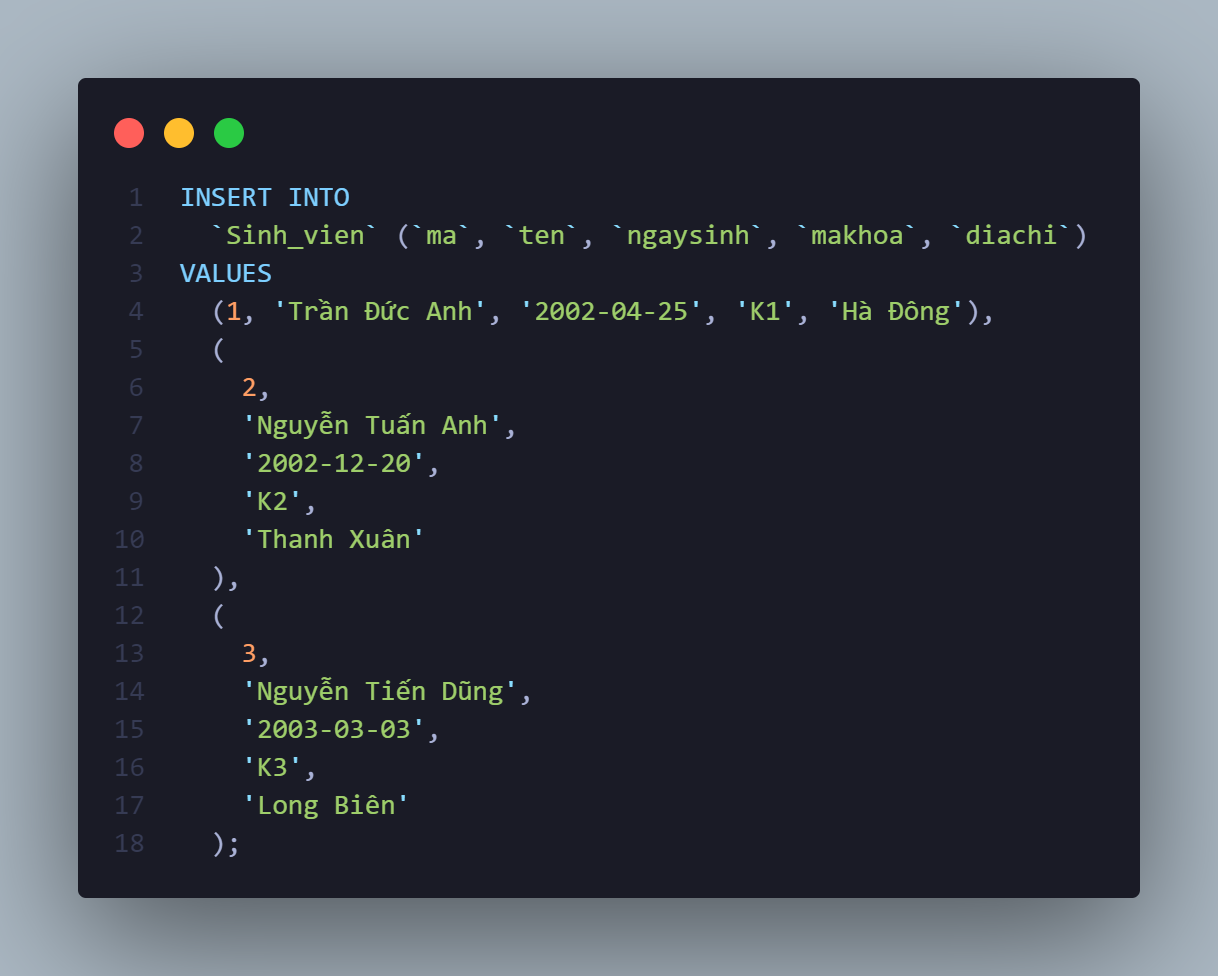 1 INSERT INTO
2 `Sinh_vien` (`ma`, `ten`, `ngaysinh`, `makhoa`, `diachi`)
3 VALUES
4 (1, 'Trần Đức Anh', '2002-04-25', 'K1', 'Hà Đông'),
5 (
6 2,
7 'Nguyễn Tuấn Anh',
8 '2002-12-20',
9 'K2',
10 'Thanh Xuân'
11 ),
12 (
13 3,
14 'Nguyễn Tiến Dũng',
15 '2003-03-03',
16 'K3',
17 'Long Biên'
18 );